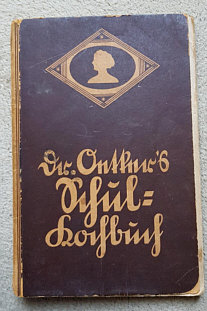 Dr. Oetker's
Schul=
Kochbuch